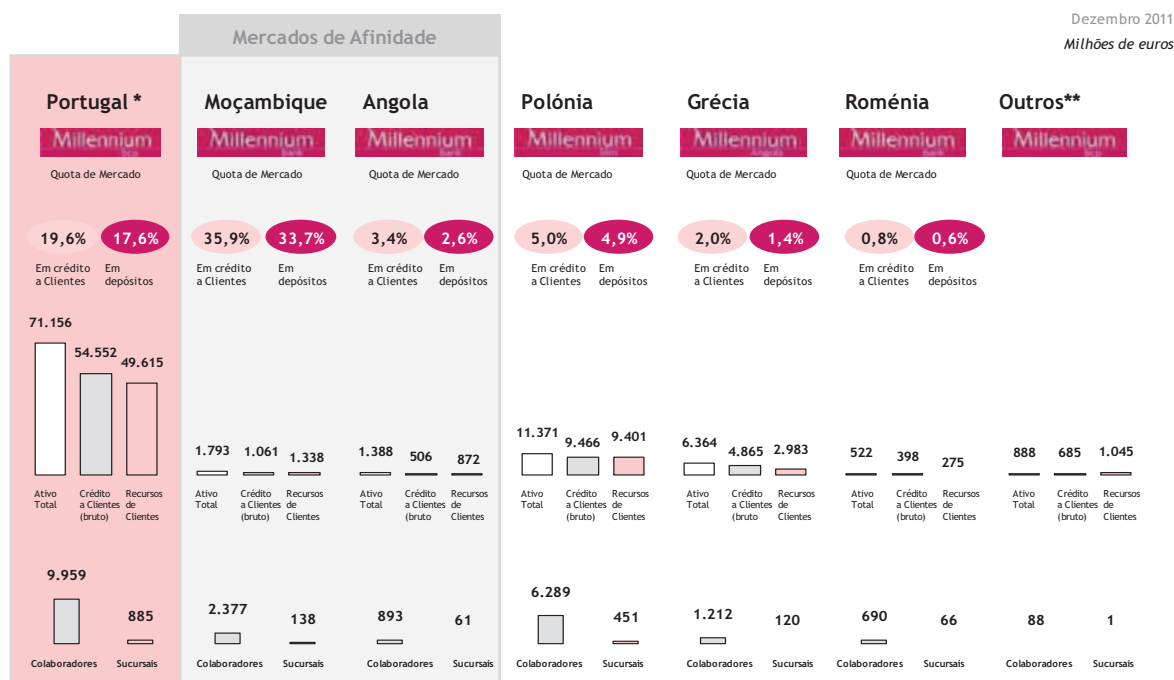 Dezembro 2011
Milhões de euros
Mercados de Afinidade
Portugal *
Millennium
bcp
Quota de Mercado
19,6%
17,6%
Em crédito
a Clientes
Em
depósitos
71.156
54.552
49.615
Ativo
Total
Crédito
a Clientes
(bruto)
Recursos
de
Clientes
9.959
885
Colaboradores
Sucursais
Moçambique
Millennium
bank
Quota de Mercado
35,9%
33,7%
Em crédito
a Clientes
Em
depósitos
1.793
1.061
1.338
Ativo
Total
Crédito
a Clientes
(bruto)
Recursos
de
Clientes
2.377
138
Colaboradores
Sucursais
Angola
Millennium
bank
Quota de Mercado
3,4%
2,6%
Em crédito
a Clientes
Em
depósitos
1.388
506
872
Ativo
Total
Crédito
a Clientes
(bruto
Recursos
de
Clientes
893
61
Colaboradores
Sucursais
Polónia
Millennium
Quota de Mercado
5,0%
4,9%
Em crédito
a Clientes
Em
depósitos
11.371
9.466
9.401
Ativo
Total
Crédito
a Clientes
(bruto)
Recursos
de
Clientes
6.289
451
Colaboradores
Sucursais
Grécia
Millennium
Angola
Quota de Mercado
2,0%
1,4%
Em crédito
a Clientes
Em
depósitos
6.364
4.865
2.983
Ativo
Total
Crédito
a Clientes
(bruto
Recursos
de
Clientes
1.212
120
Colaboradores
Sucursais
Roménia
Millennium
bank
Quota de Mercado
0,8%
0,6%
Em crédito
a Clientes
Em
depósitos
522
398
275
Ativo
Total
Crédito
a Clientes
(bruto)
Recursos
de
Clientes
690
66
Colaboradores
Sucursais
Outros**
Millennium
bcp
888
685
1.045
Ativo
Total
Crédito
a Clientes
(bruto)
Recursos
de
Clientes
88
1
Colaboradores
Sucursais